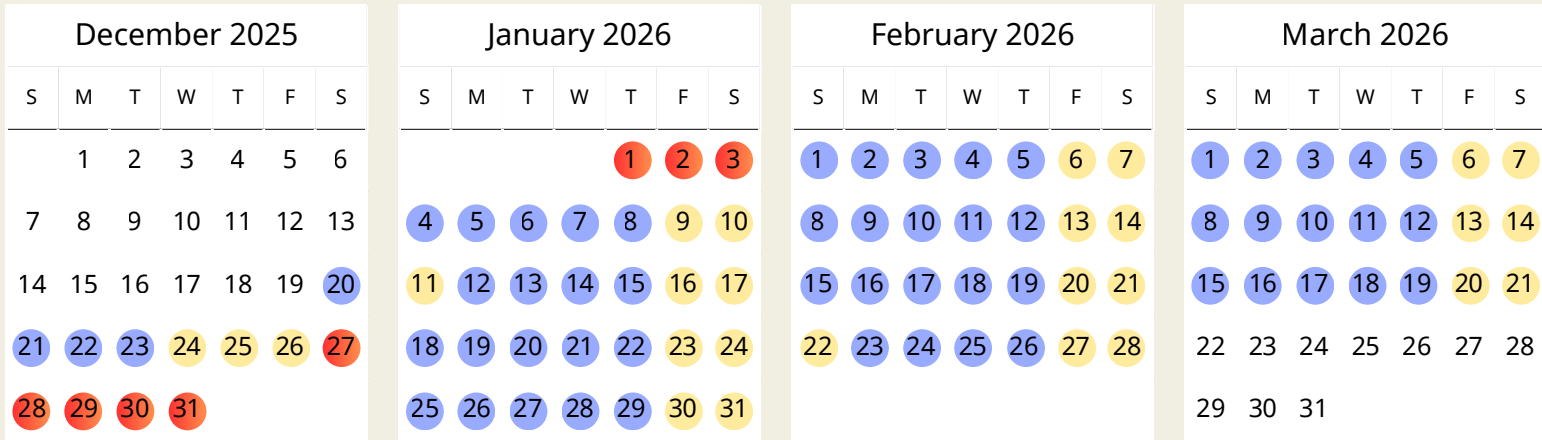 December 2025
S M T W T F S
1 2 3 4 5 6
7 8 9 10 11 12 13
14 15 16 17 18 19 20
21 22 23 24 25 26 27
28 29 30 31
January 2026
S M T W T F S
1 2 3
4 5 6 7 8 9 10
11 12 13 14 15 16 17
18 19 20 21 22 23 24
25 26 27 28 29 30 31
February 2026
S M T W T F S
1 2 3 4 5 6 7
8 9 10 11 12 13 14
15 16 17 18 19 20 21
22 23 24 25 26 27 28
March 2026
S M T W T F S
1 2 3 4 5 6 7
8 9 10 11 12 13 14
15 16 17 18 19 20 21
22 23 24 25 26 27 28
29 30 31